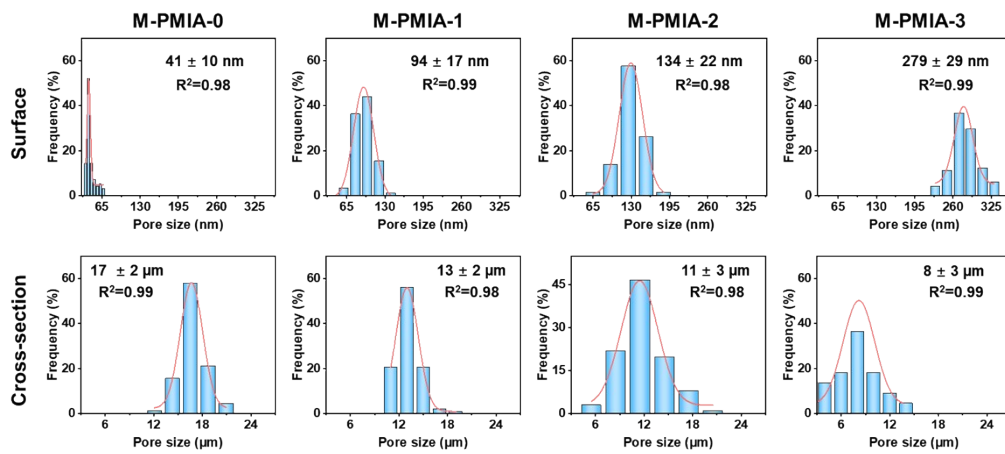 M-PMIA-0 M-PMIA-1 M-PMIA-2 M-PMIA-3
Surface
Frequency (%)
60
40
20
0
41 ± 10 nm
R²=0.98
65 130 195 260 325
Pore size (nm)
Frequency (%)
60
40
20
0
94 ± 17 nm
R²=0.99
65 130 195 260 325
Pore size (nm)
Frequency (%)
60
40
20
0
134 ± 22 nm
R²=0.98
65 130 195 260 325
Pore size (nm)
Frequency (%)
60
40
20
0
279 ± 29 nm
R²=0.99
65 130 195 260 325
Pore size (nm)
Cross-section
Frequency (%)
60
40
20
0
17 ± 2 µm
R²=0.99
6 12 18 24
Pore size (µm)
Frequency (%)
60
40
20
0
13 ± 2 µm
R²=0.98
6 12 18 24
Pore size (µm)
Frequency (%)
45
30
15
0
11 ± 3 µm
R²=0.98
6 12 18 24
Pore size (µm)
Frequency (%)
60
40
20
0
8 ± 3 µm
R²=0.99
6 12 18 24
Pore size (µm)